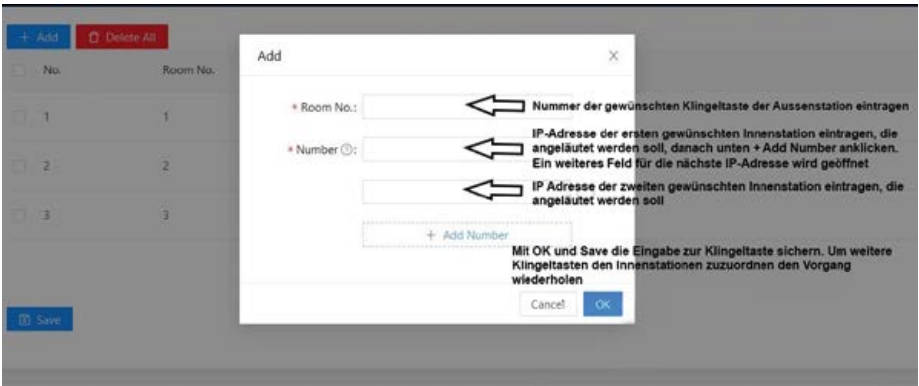 + Add
Delete All
No.
Room No.
1
1
2
2
3
3
Save
Add
* Room No.:
Nummer der gewünschten Klingeltaste der Aussenstation eintragen
* Number ?:
IP-Adresse der ersten gewünschten Innenstation eintragen, die
angeläutet werden soll, danach unten + Add Number anklicken.
Ein weiteres Feld für die nächste IP-Adresse wird geöffnet
IP Adresse der zweiten gewünschten Innenstation eintragen, die
angeläutet werden soll
+ Add Number
Mit OK und Save die Eingabe zur Klingeltaste sichern. Um weitere
Klingeltasten den Innenstationen zuzuordnen den Vorgang
wiederholen
Cancel
OK